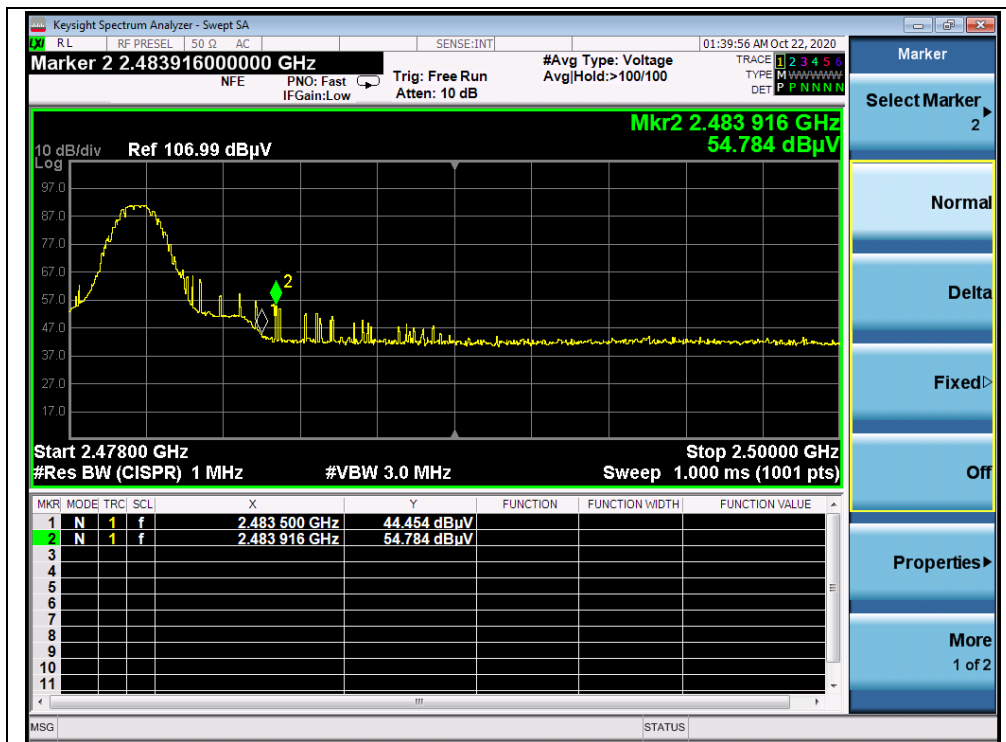 Keysight Spectrum Analyzer - Swept SA
LXI RL RF PRESEL 50 Ω AC SENSE:INT 01:39:56 AM Oct 22, 2020
Marker 2 2.483916000000 GHz
NFE PNO: Fast IFGain:Low
Trig: Free Run Atten: 10 dB
#Avg Type: Voltage Avg|Hold:>100/100
TRACE 1 2 3 4 5 6
TYPE M W W W W W
DET P P N N N N
Mkr2 2.483 916 GHz
54.784 dBµV
10 dB/div Ref 106.99 dBµV
Log
97.0
87.0
77.0
67.0
57.0
47.0
37.0
27.0
17.0
2
1
Start 2.47800 GHz Stop 2.50000 GHz
#Res BW (CISPR) 1 MHz #VBW 3.0 MHz Sweep 1.000 ms (1001 pts)
MKR MODE TRC SCL X Y FUNCTION FUNCTION WIDTH FUNCTION VALUE
1 N 1 f 2.483 500 GHz 44.454 dBµV
2 N 1 f 2.483 916 GHz 54.784 dBµV
3
4
5
6
7
8
9
10
11
MSG STATUS
Marker
Select Marker
2
Normal
Delta
Fixed
Off
Properties
More
1 of 2